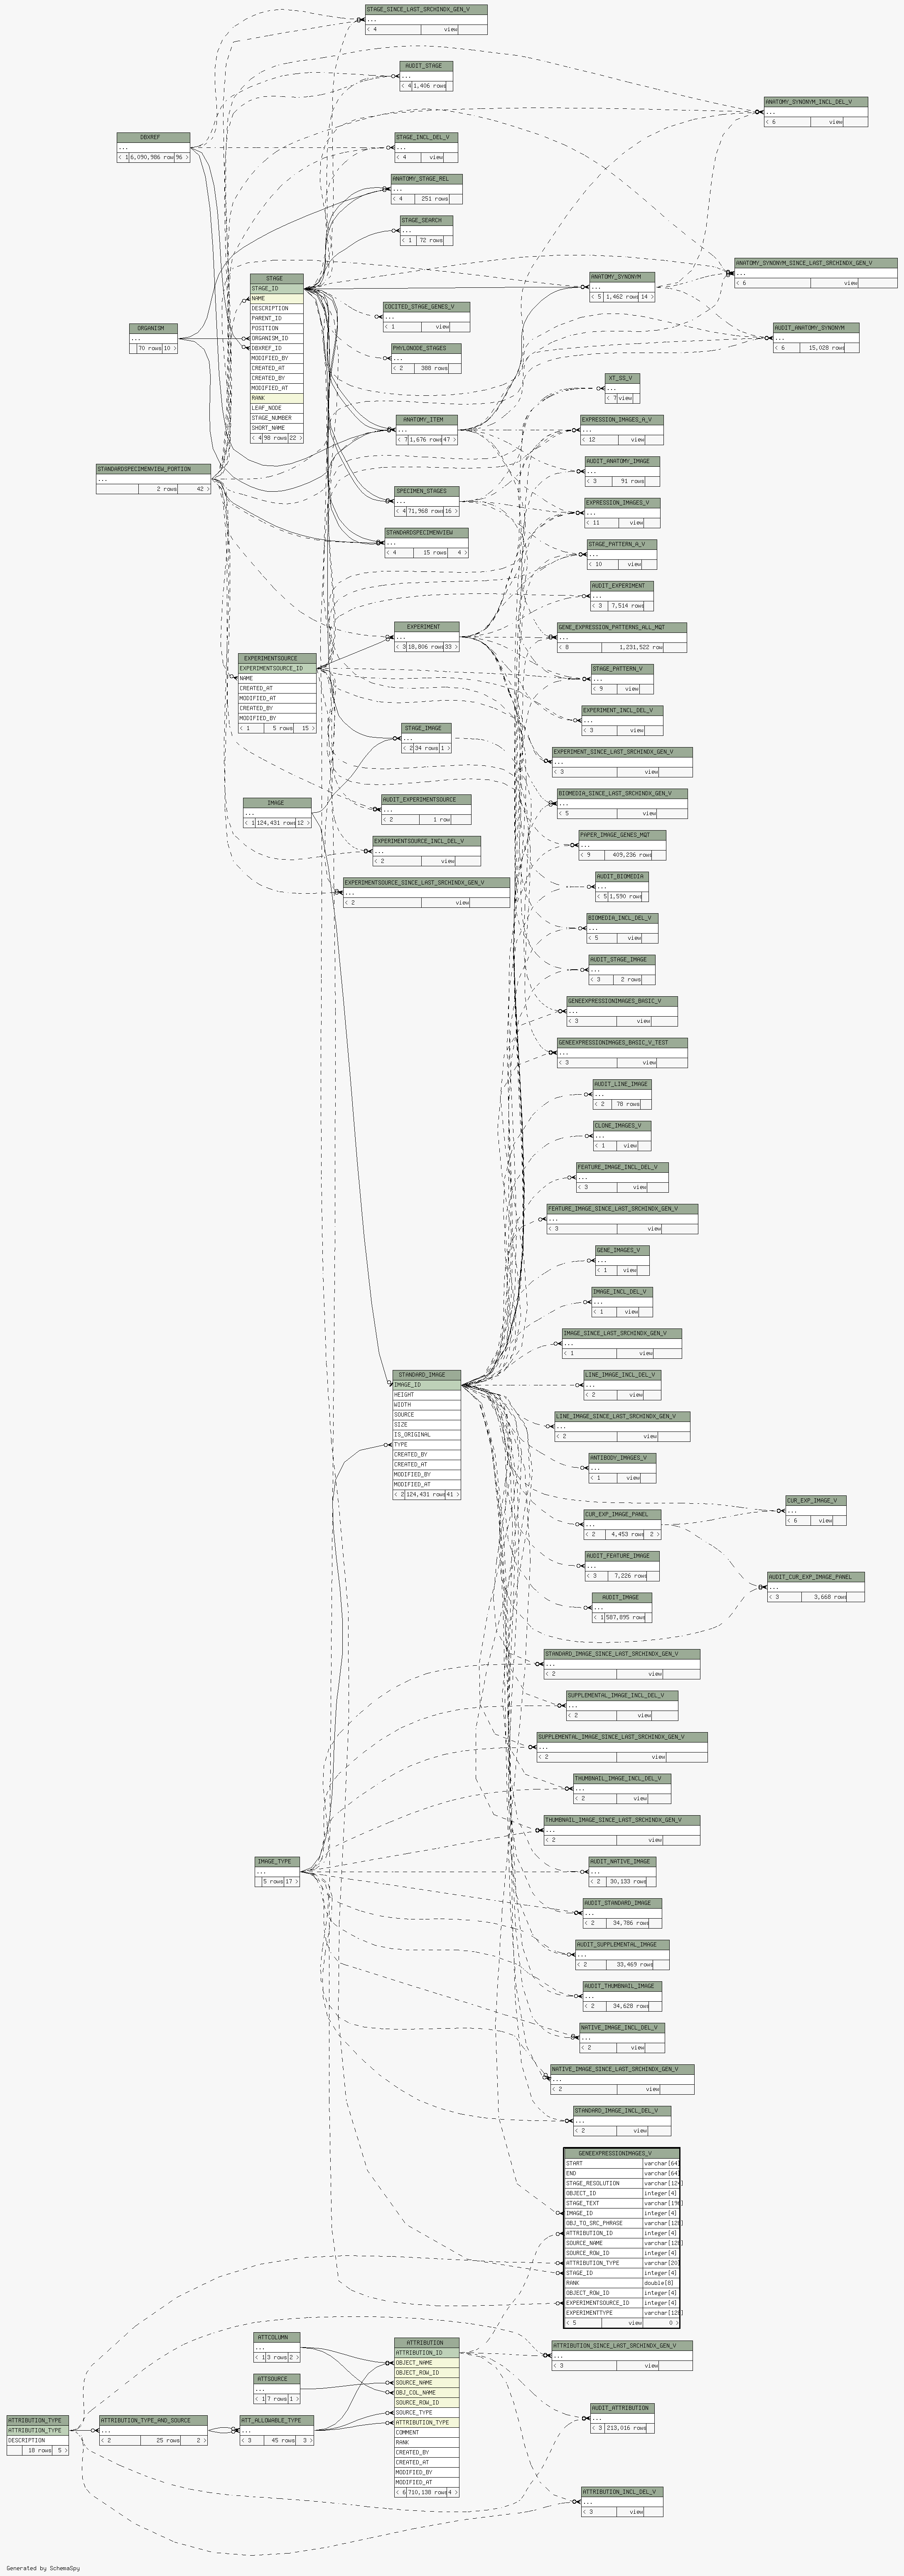 STAGE_SINCE_LAST_SRCHINDX_GEN_V
...
< 4 view
AUDIT_STAGE
...
< 4 1,406 rows
ANATOMY_SYNONYM_INCL_DEL_V
...
< 6 view
DBXREF
...
< 1 6,090,986 row 96 >
STAGE_INCL_DEL_V
...
< 4 view
ANATOMY_STAGE_REL
...
< 4 251 rows
STAGE_SEARCH
...
< 1 72 rows
ANATOMY_SYNONYM_SINCE_LAST_SRCHINDX_GEN_V
...
< 6 view
STAGE
STAGE_ID
NAME
DESCRIPTION
PARENT_ID
POSITION
ORGANISM_ID
DBXREF_ID
MODIFIED_BY
CREATED_AT
CREATED_BY
MODIFIED_AT
RANK
LEAF_NODE
STAGE_NUMBER
SHORT_NAME
< 4 98 rows 22 >
ANATOMY_SYNONYM
...
< 5 1,462 rows 14 >
COCITED_STAGE_GENES_V
...
< 1 view
ORGANISM
...
70 rows 10 >
AUDIT_ANATOMY_SYNONYM
...
< 6 15,028 rows
PHYLONODE_STAGES
...
< 2 388 rows
XT_SS_V
...
< 7 view
ANATOMY_ITEM
...
< 7 1,676 rows 47 >
EXPRESSION_IMAGES_A_V
...
< 12 view
AUDIT_ANATOMY_IMAGE
...
< 3 91 rows
STANDARDSPECIMENVIEW_PORTION
...
2 rows 42 >
SPECIMEN_STAGES
...
< 4 71,968 rows 16 >
EXPRESSION_IMAGES_V
...
< 11 view
STANDARDSPECIMENVIEW
...
< 4 15 rows 4 >
STAGE_PATTERN_A_V
...
< 10 view
AUDIT_EXPERIMENT
...
< 3 7,514 rows
EXPERIMENT
...
< 3 18,806 rows 33 >
GENE_EXPRESSION_PATTERNS_ALL_MQT
...
< 8 1,231,522 row
EXPERIMENTSOURCE
EXPERIMENTSOURCE_ID
NAME
CREATED_AT
MODIFIED_AT
CREATED_BY
MODIFIED_BY
< 1 5 rows 15 >
STAGE_PATTERN_V
...
< 9 view
EXPERIMENT_INCL_DEL_V
...
< 3 view
STAGE_IMAGE
...
< 2 34 rows 1 >
EXPERIMENT_SINCE_LAST_SRCHINDX_GEN_V
...
< 3 view
IMAGE
...
< 1 124,431 rows 12 >
AUDIT_EXPERIMENTSOURCE
...
< 2 1 row
BIOMEDIA_SINCE_LAST_SRCHINDX_GEN_V
...
< 5 view
EXPERIMENTSOURCE_INCL_DEL_V
...
< 2 view
PAPER_IMAGE_GENES_MQT
...
< 9 409,236 rows
EXPERIMENTSOURCE_SINCE_LAST_SRCHINDX_GEN_V
...
< 2 view
AUDIT_BIOMEDIA
...
< 5 1,590 rows
BIOMEDIA_INCL_DEL_V
...
< 5 view
AUDIT_STAGE_IMAGE
...
< 3 2 rows
GENEEXPRESSIONIMAGES_BASIC_V
...
< 3 view
GENEEXPRESSIONIMAGES_BASIC_V_TEST
...
< 3 view
AUDIT_LINE_IMAGE
...
< 2 78 rows
CLONE_IMAGES_V
...
< 1 view
FEATURE_IMAGE_INCL_DEL_V
...
< 3 view
FEATURE_IMAGE_SINCE_LAST_SRCHINDX_GEN_V
...
< 3 view
GENE_IMAGES_V
...
< 1 view
IMAGE_INCL_DEL_V
...
< 1 view
IMAGE_SINCE_LAST_SRCHINDX_GEN_V
...
< 1 view
STANDARD_IMAGE
IMAGE_ID
HEIGHT
WIDTH
SOURCE
SIZE
IS_ORIGINAL
TYPE
CREATED_BY
CREATED_AT
MODIFIED_BY
MODIFIED_AT
< 2 124,431 rows 41 >
LINE_IMAGE_INCL_DEL_V
...
< 2 view
LINE_IMAGE_SINCE_LAST_SRCHINDX_GEN_V
...
< 2 view
ANTIBODY_IMAGES_V
...
< 1 view
CUR_EXP_IMAGE_V
...
< 6 view
CUR_EXP_IMAGE_PANEL
...
< 2 4,453 rows 2 >
AUDIT_FEATURE_IMAGE
...
< 3 7,226 rows
AUDIT_CUR_EXP_IMAGE_PANEL
...
< 3 3,668 rows
AUDIT_IMAGE
...
< 1 587,895 rows
STANDARD_IMAGE_SINCE_LAST_SRCHINDX_GEN_V
...
< 2 view
SUPPLEMENTAL_IMAGE_INCL_DEL_V
...
< 2 view
SUPPLEMENTAL_IMAGE_SINCE_LAST_SRCHINDX_GEN_V
...
< 2 view
THUMBNAIL_IMAGE_INCL_DEL_V
...
< 2 view
THUMBNAIL_IMAGE_SINCE_LAST_SRCHINDX_GEN_V
...
< 2 view
IMAGE_TYPE
...
5 rows 17 >
AUDIT_NATIVE_IMAGE
...
< 2 30,133 rows
AUDIT_STANDARD_IMAGE
...
< 2 34,786 rows
AUDIT_SUPPLEMENTAL_IMAGE
...
< 2 33,469 rows
AUDIT_THUMBNAIL_IMAGE
...
< 2 34,628 rows
NATIVE_IMAGE_INCL_DEL_V
...
< 2 view
NATIVE_IMAGE_SINCE_LAST_SRCHINDX_GEN_V
...
< 2 view
STANDARD_IMAGE_INCL_DEL_V
...
< 2 view
GENEEXPRESSIONIMAGES_V
START varchar[64]
END varchar[64]
STAGE_RESOLUTION varchar[124]
OBJECT_ID integer[4]
STAGE_TEXT varchar[196]
IMAGE_ID integer[4]
OBJ_TO_SRC_PHRASE varchar[128]
ATTRIBUTION_ID integer[4]
SOURCE_NAME varchar[128]
SOURCE_ROW_ID integer[4]
ATTRIBUTION_TYPE varchar[20]
STAGE_ID integer[4]
RANK double[8]
OBJECT_ROW_ID integer[4]
EXPERIMENTSOURCE_ID integer[4]
EXPERIMENTTYPE varchar[128]
< 5 view 0 >
ATTCOLUMN
...
< 1 3 rows 2 >
ATTRIBUTION
ATTRIBUTION_ID
OBJECT_NAME
OBJECT_ROW_ID
SOURCE_NAME
OBJ_COL_NAME
SOURCE_ROW_ID
SOURCE_TYPE
ATTRIBUTION_TYPE
COMMENT
RANK
CREATED_BY
CREATED_AT
MODIFIED_BY
MODIFIED_AT
< 6 710,138 rows 4 >
ATTRIBUTION_SINCE_LAST_SRCHINDX_GEN_V
...
< 3 view
ATTSOURCE
...
< 1 7 rows 1 >
ATTRIBUTION_TYPE
ATTRIBUTION_TYPE
DESCRIPTION
18 rows 5 >
ATTRIBUTION_TYPE_AND_SOURCE
...
< 2 25 rows 2 >
ATT_ALLOWABLE_TYPE
...
< 3 45 rows 3 >
AUDIT_ATTRIBUTION
...
< 3 213,016 rows
ATTRIBUTION_INCL_DEL_V
...
< 3 view
Generated by SchemaSpy